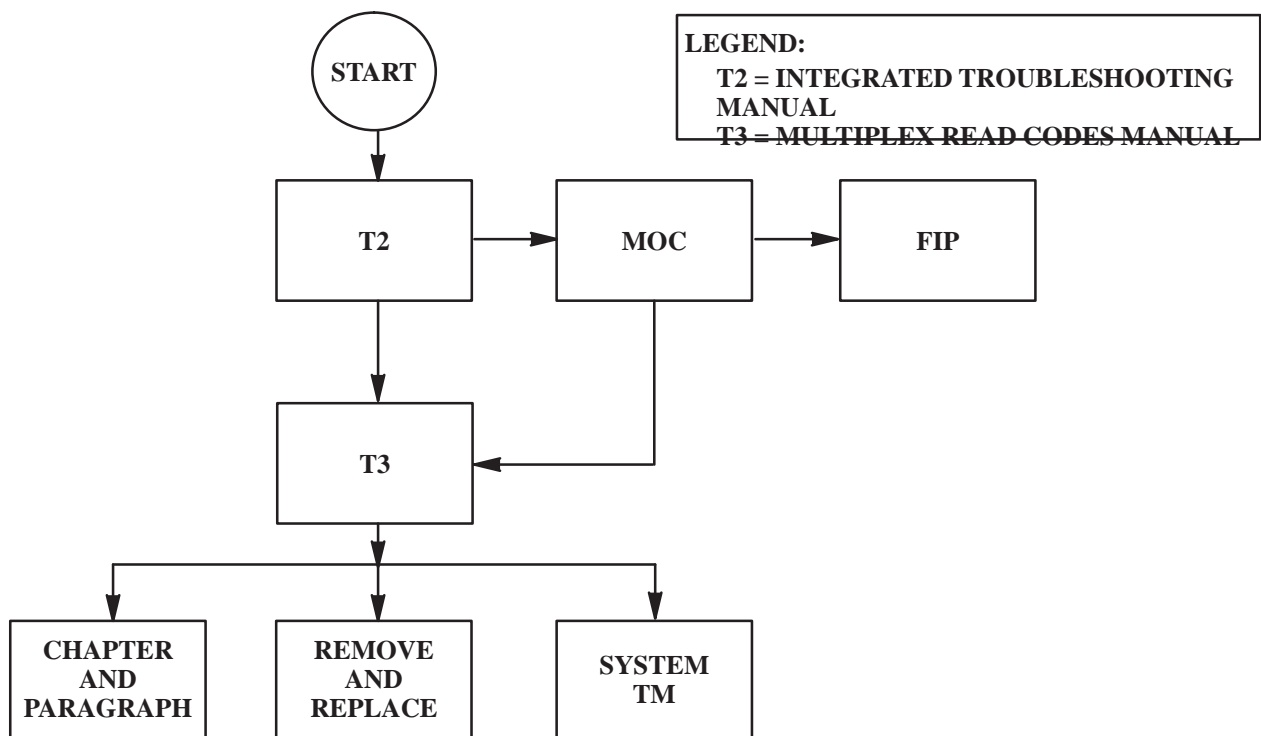 START
LEGEND:
T2 = INTEGRATED TROUBLESHOOTING
MANUAL
T3 = MULTIPLEX READ CODES MANUAL
T2
MOC
FIP
T3
CHAPTER
AND
PARAGRAPH
REMOVE
AND
REPLACE
SYSTEM
TM